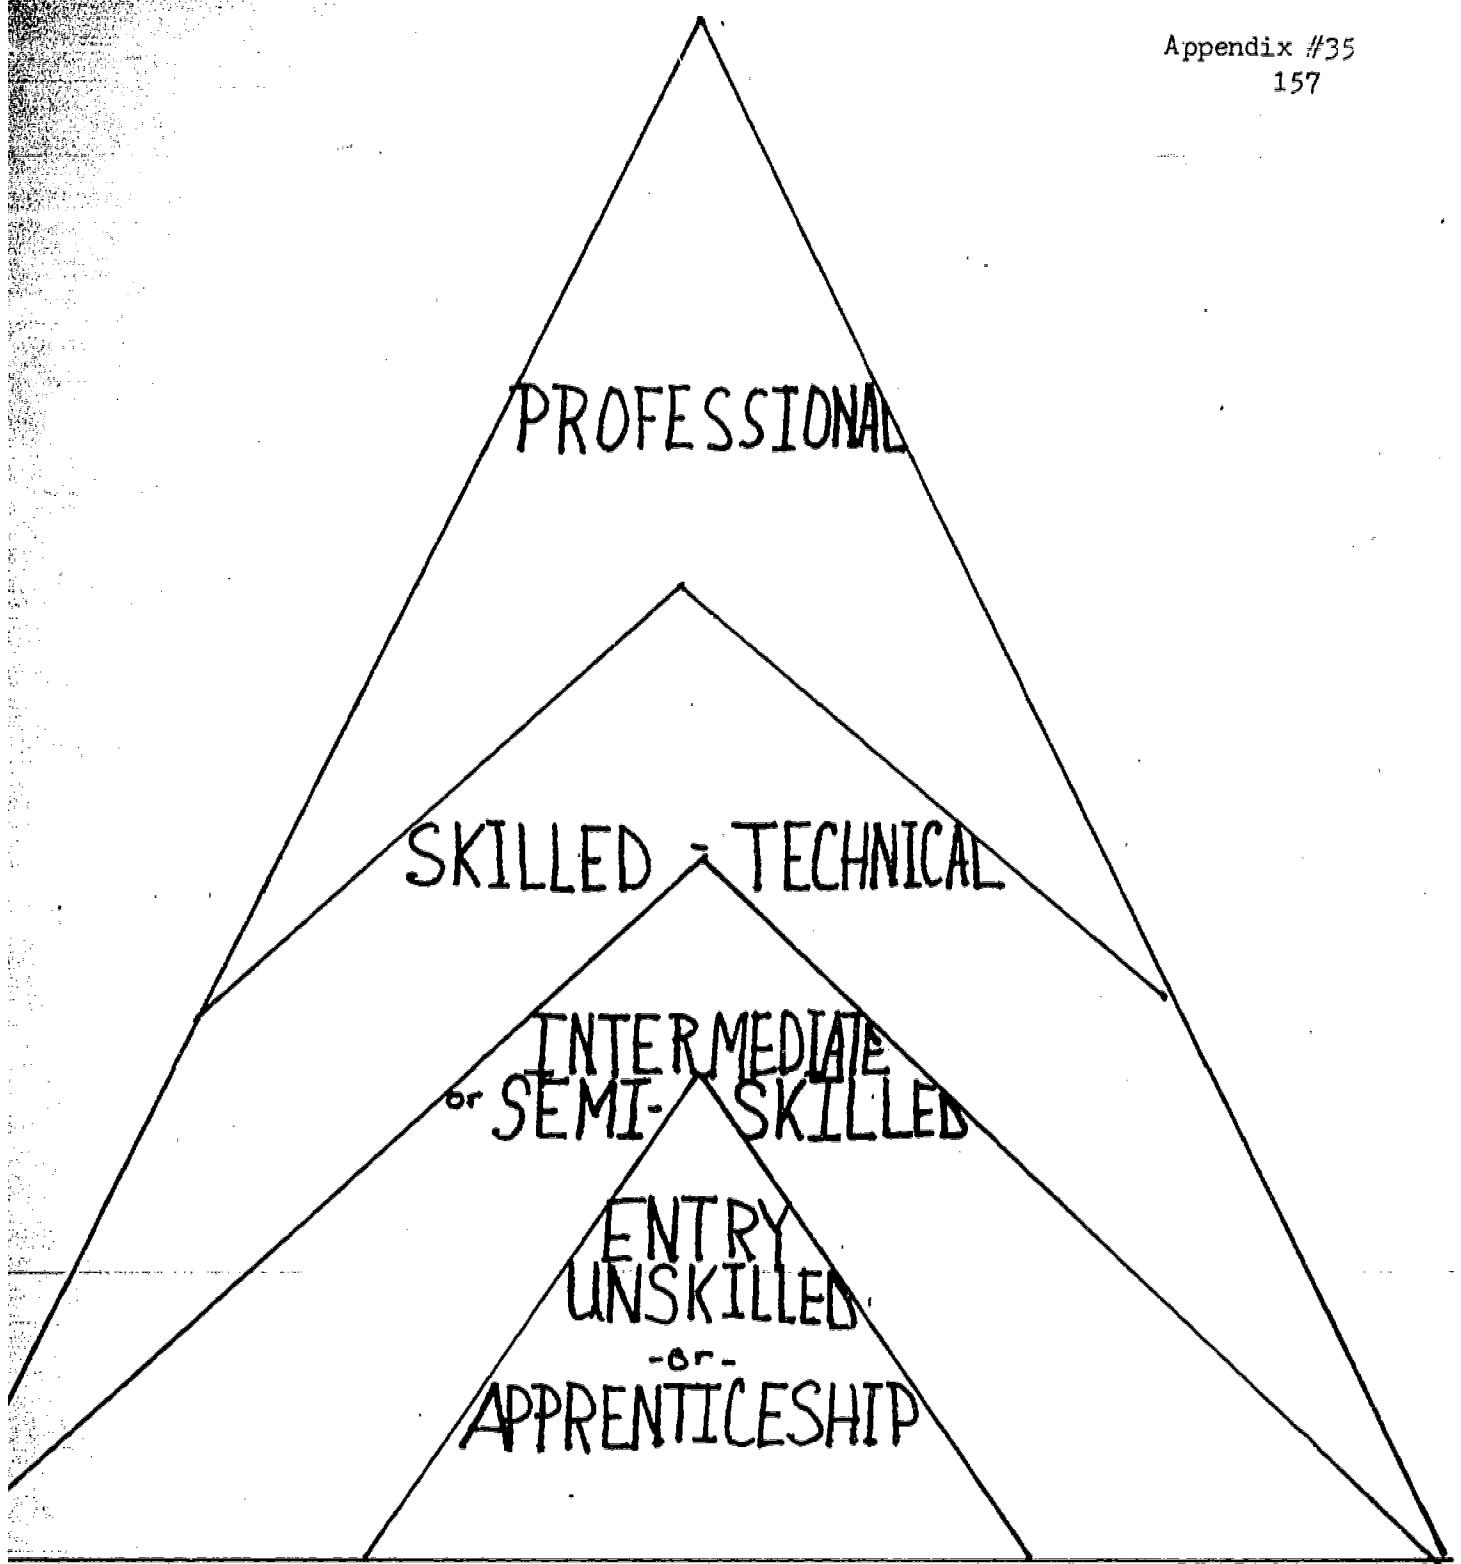 Appendix #35
157
PROFESSIONAL
SKILLED - TECHNICAL
INTERMEDIATE
or SEMI- SKILLED
ENTRY
UNSKILLED
-or-
APPRENTICESHIP